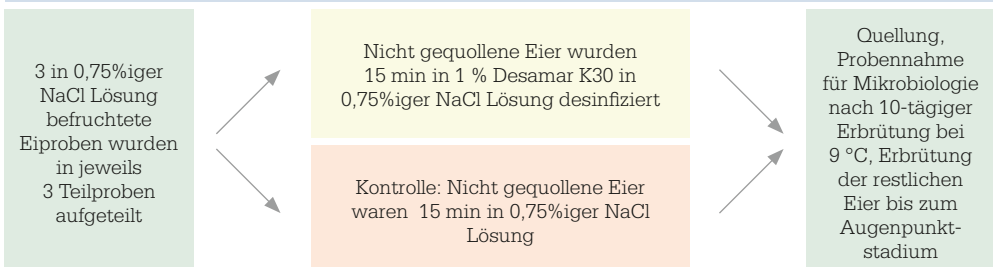 3 in 0,75%iger
NaCl Lösung
befruchtete
Eiproben wurden
in jeweils
3 Teilproben
aufgeteilt
Nicht gequollene Eier wurden
15 min in 1 % Desamar K30 in
0,75%iger NaCl Lösung desinfiziert
Kontrolle: Nicht gequollene Eier
waren 15 min in 0,75%iger NaCl
Lösung
Quellung,
Probennahme
für Mikrobiologie
nach 10-tägiger
Erbrütung bei
9 °C, Erbrütung
der restlichen
Eier bis zum
Augenpunkt-
stadium